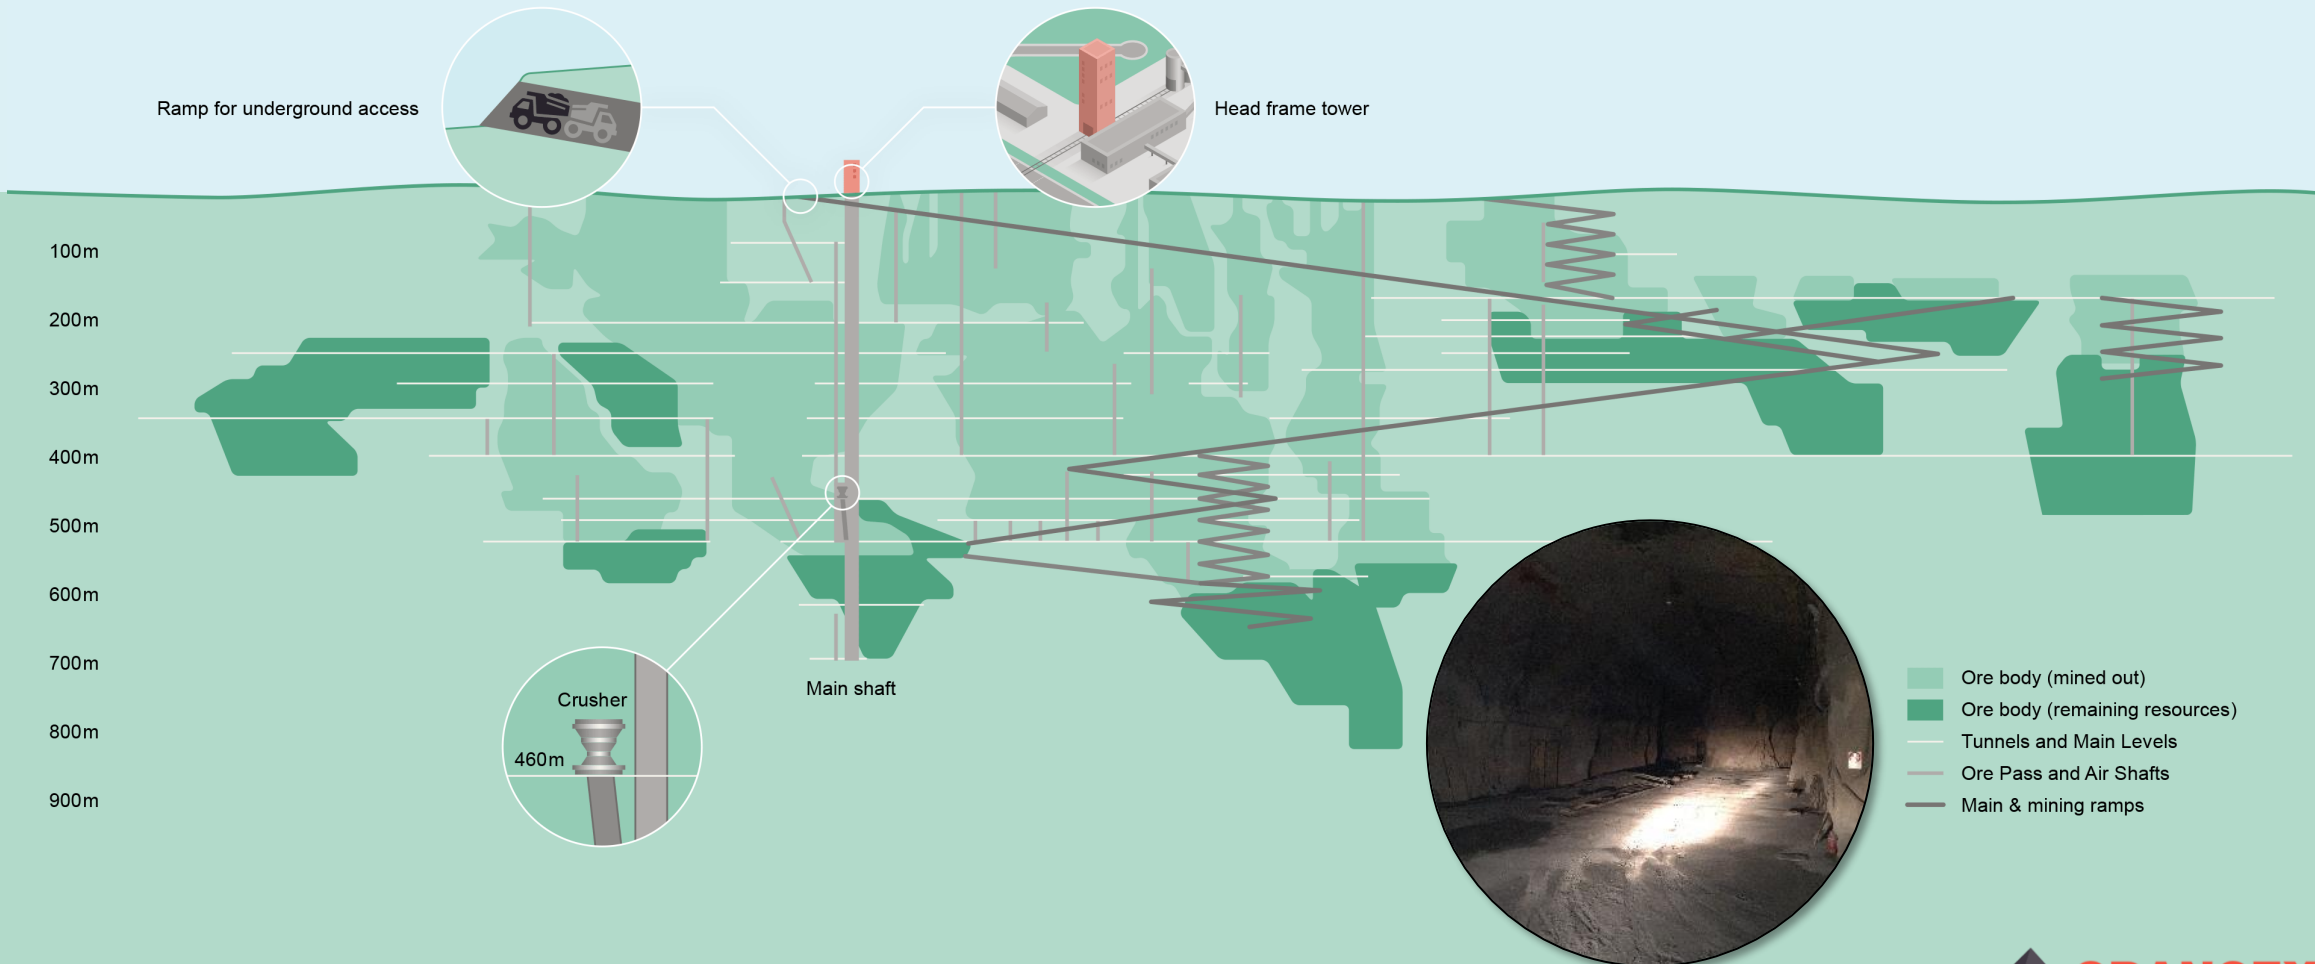 Ramp for underground access
Head frame tower
100m
200m
300m
400m
500m
600m
700m
800m
900m
Main shaft
Crusher
460m
Ore body (mined out)
Ore body (remaining resources)
Tunnels and Main Levels
Ore Pass and Air Shafts
Main & mining ramps